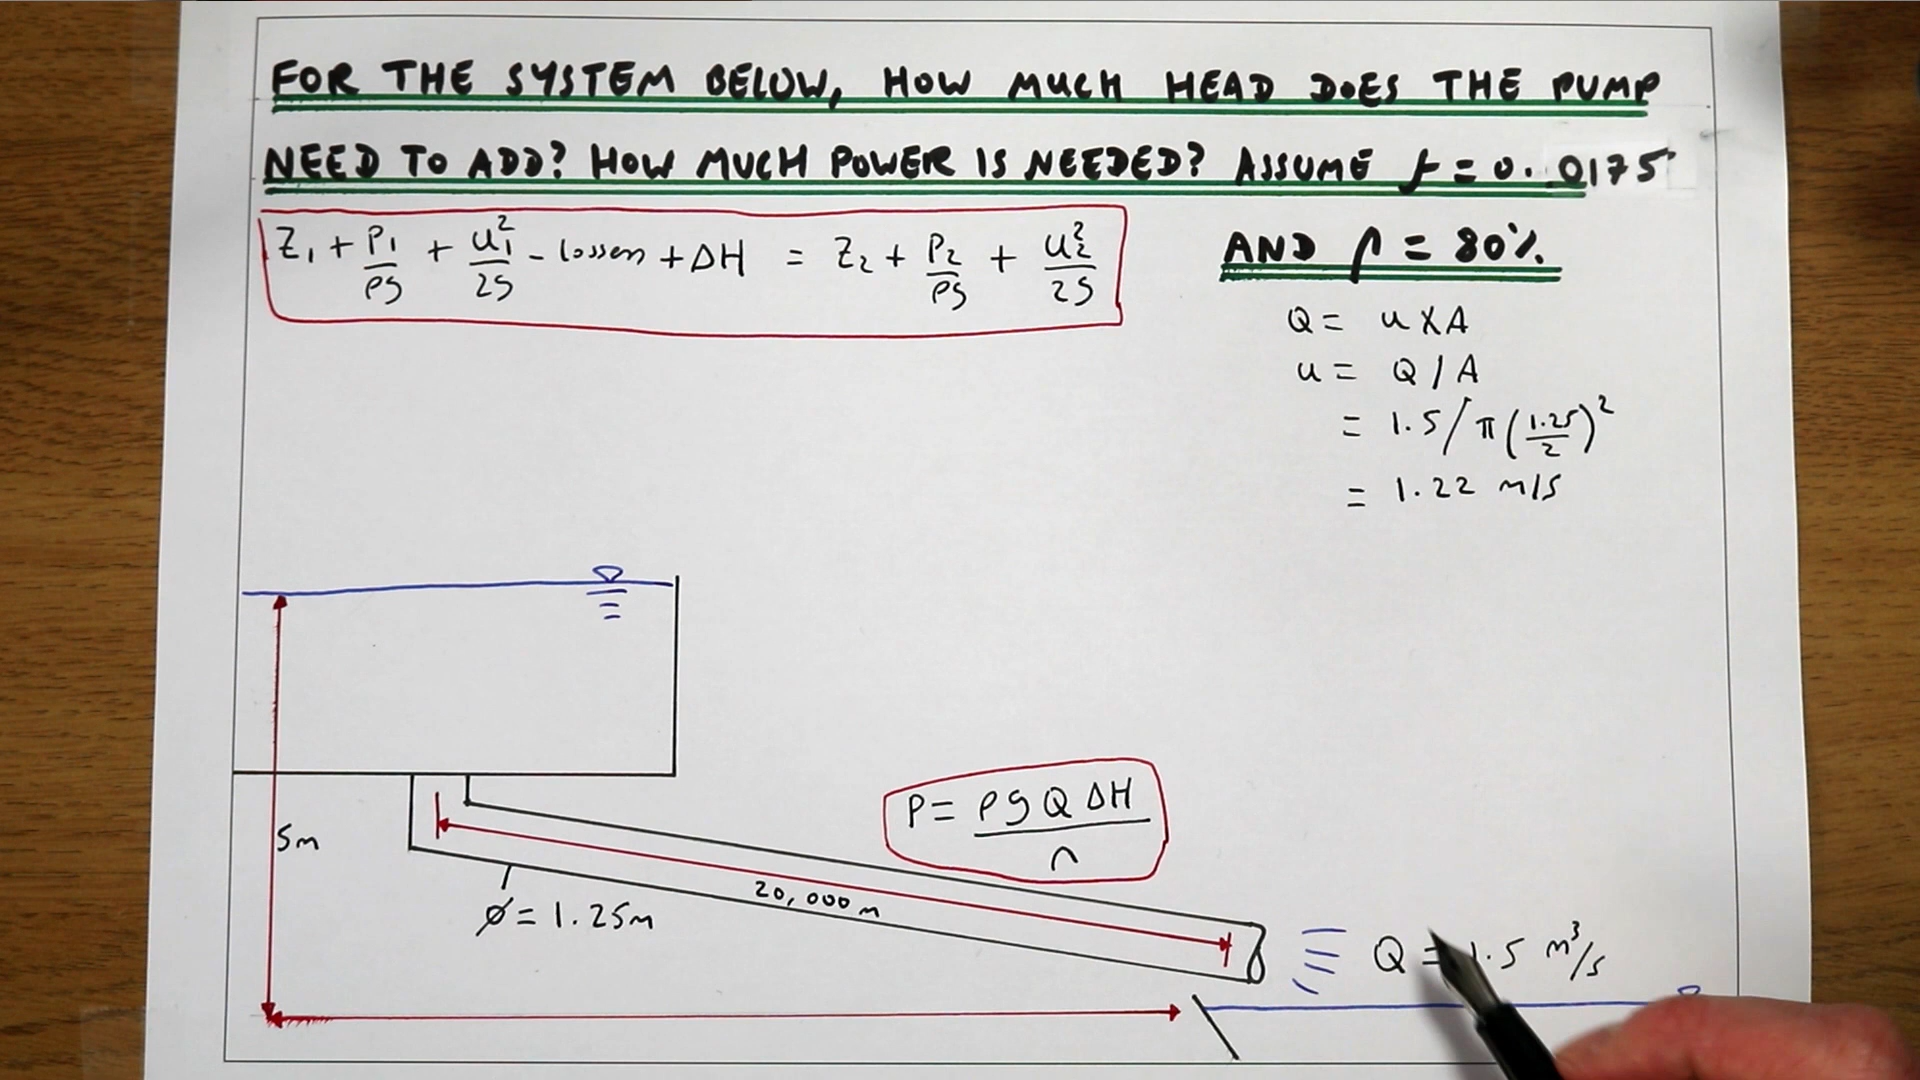 FOR THE SYSTEM BELOW, HOW MUCH HEAD DOES THE PUMP
NEED TO ADD? HOW MUCH POWER IS NEEDED? ASSUME f = 0.0175
AND η = 80%
Z₁ + P₁/ρg + u₁²/2g - losses + ΔH = Z₂ + P₂/ρg + u₂²/2g
Q = u x A
u = Q / A
= 1.5 / π (1.25/2)²
= 1.22 m/s
5m
P = ρgQΔH/η
20,000m
ø = 1.25m
Q = 1.5 m³/s